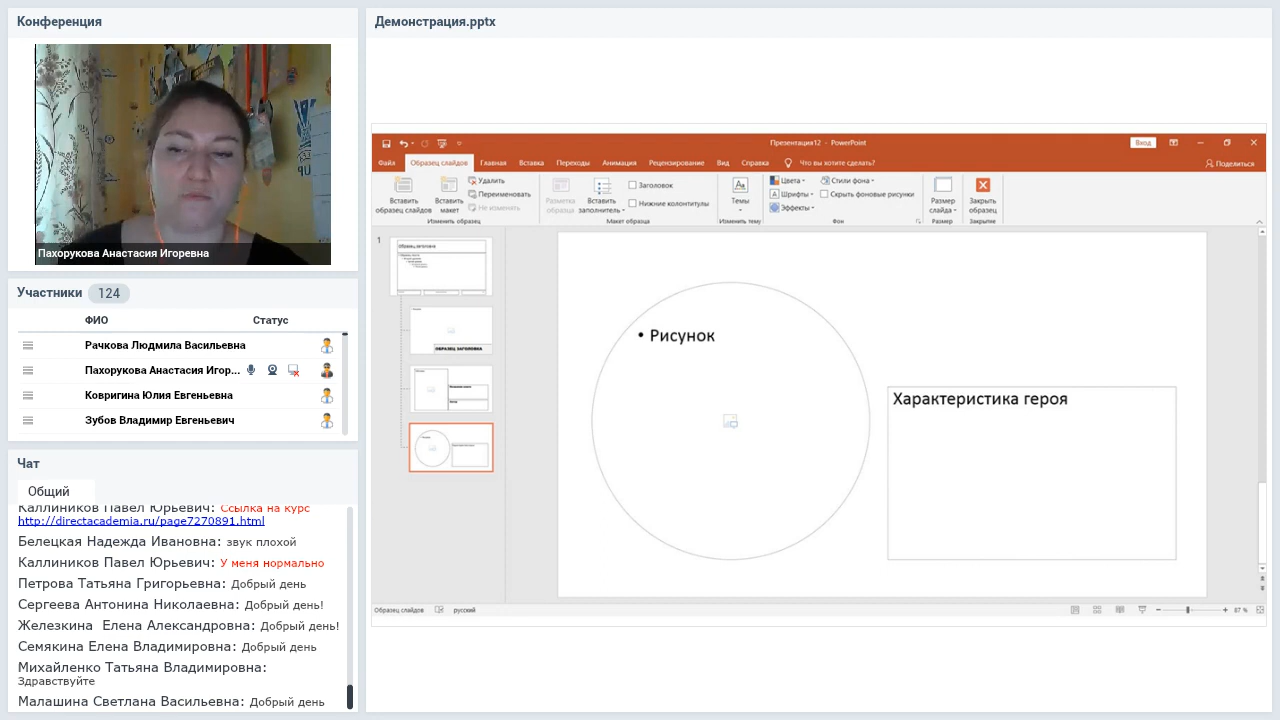 Конференция
Пахорукова Анастасия Игоревна
Участники 124
ФИО Статус
Рачкова Людмила Васильевна
Пахорукова Анастасия Игор...
Ковригина Юлия Евгеньевна
Зубов Владимир Евгеньевич
Чат
Общий
Каллиников Павел Юрьевич: Ссылка на курс
http://directacademia.ru/page7270891.html
Белецкая Надежда Ивановна: звук плохой
Каллиников Павел Юрьевич: У меня нормально
Петрова Татьяна Григорьевна: Добрый день
Сергеева Антонина Николаевна: Добрый день!
Железкина Елена Александровна: Добрый день!
Семякина Елена Владимировна: Добрый день
Михайленко Татьяна Владимировна:
Здравствуйте
Малашина Светлана Васильевна: Добрый день
Демонстрация.pptx
Презентация12 - PowerPoint
Вход
Файл Образец слайдов Главная Вставка Переходы Анимация Рецензирование Вид Справка Что вы хотите сделать? Поделиться
Вставить образец слайдов
Вставить макет
Удалить
Переименовать
Не изменять
Изменить образец
Разметка образца
Вставить заполнитель
Заголовок
Нижние колонтитулы
Макет образца
Темы
Изменить тему
Цвета
Шрифты
Эффекты
Стили фона
Скрыть фоновые рисунки
Фон
Размер слайда
Размер
Закрыть образец
Закрытие
1
ОБРАЗЕЦ ЗАГОЛОВКА
• Рисунок
Характеристика героя
Образец слайдов русский 87 %